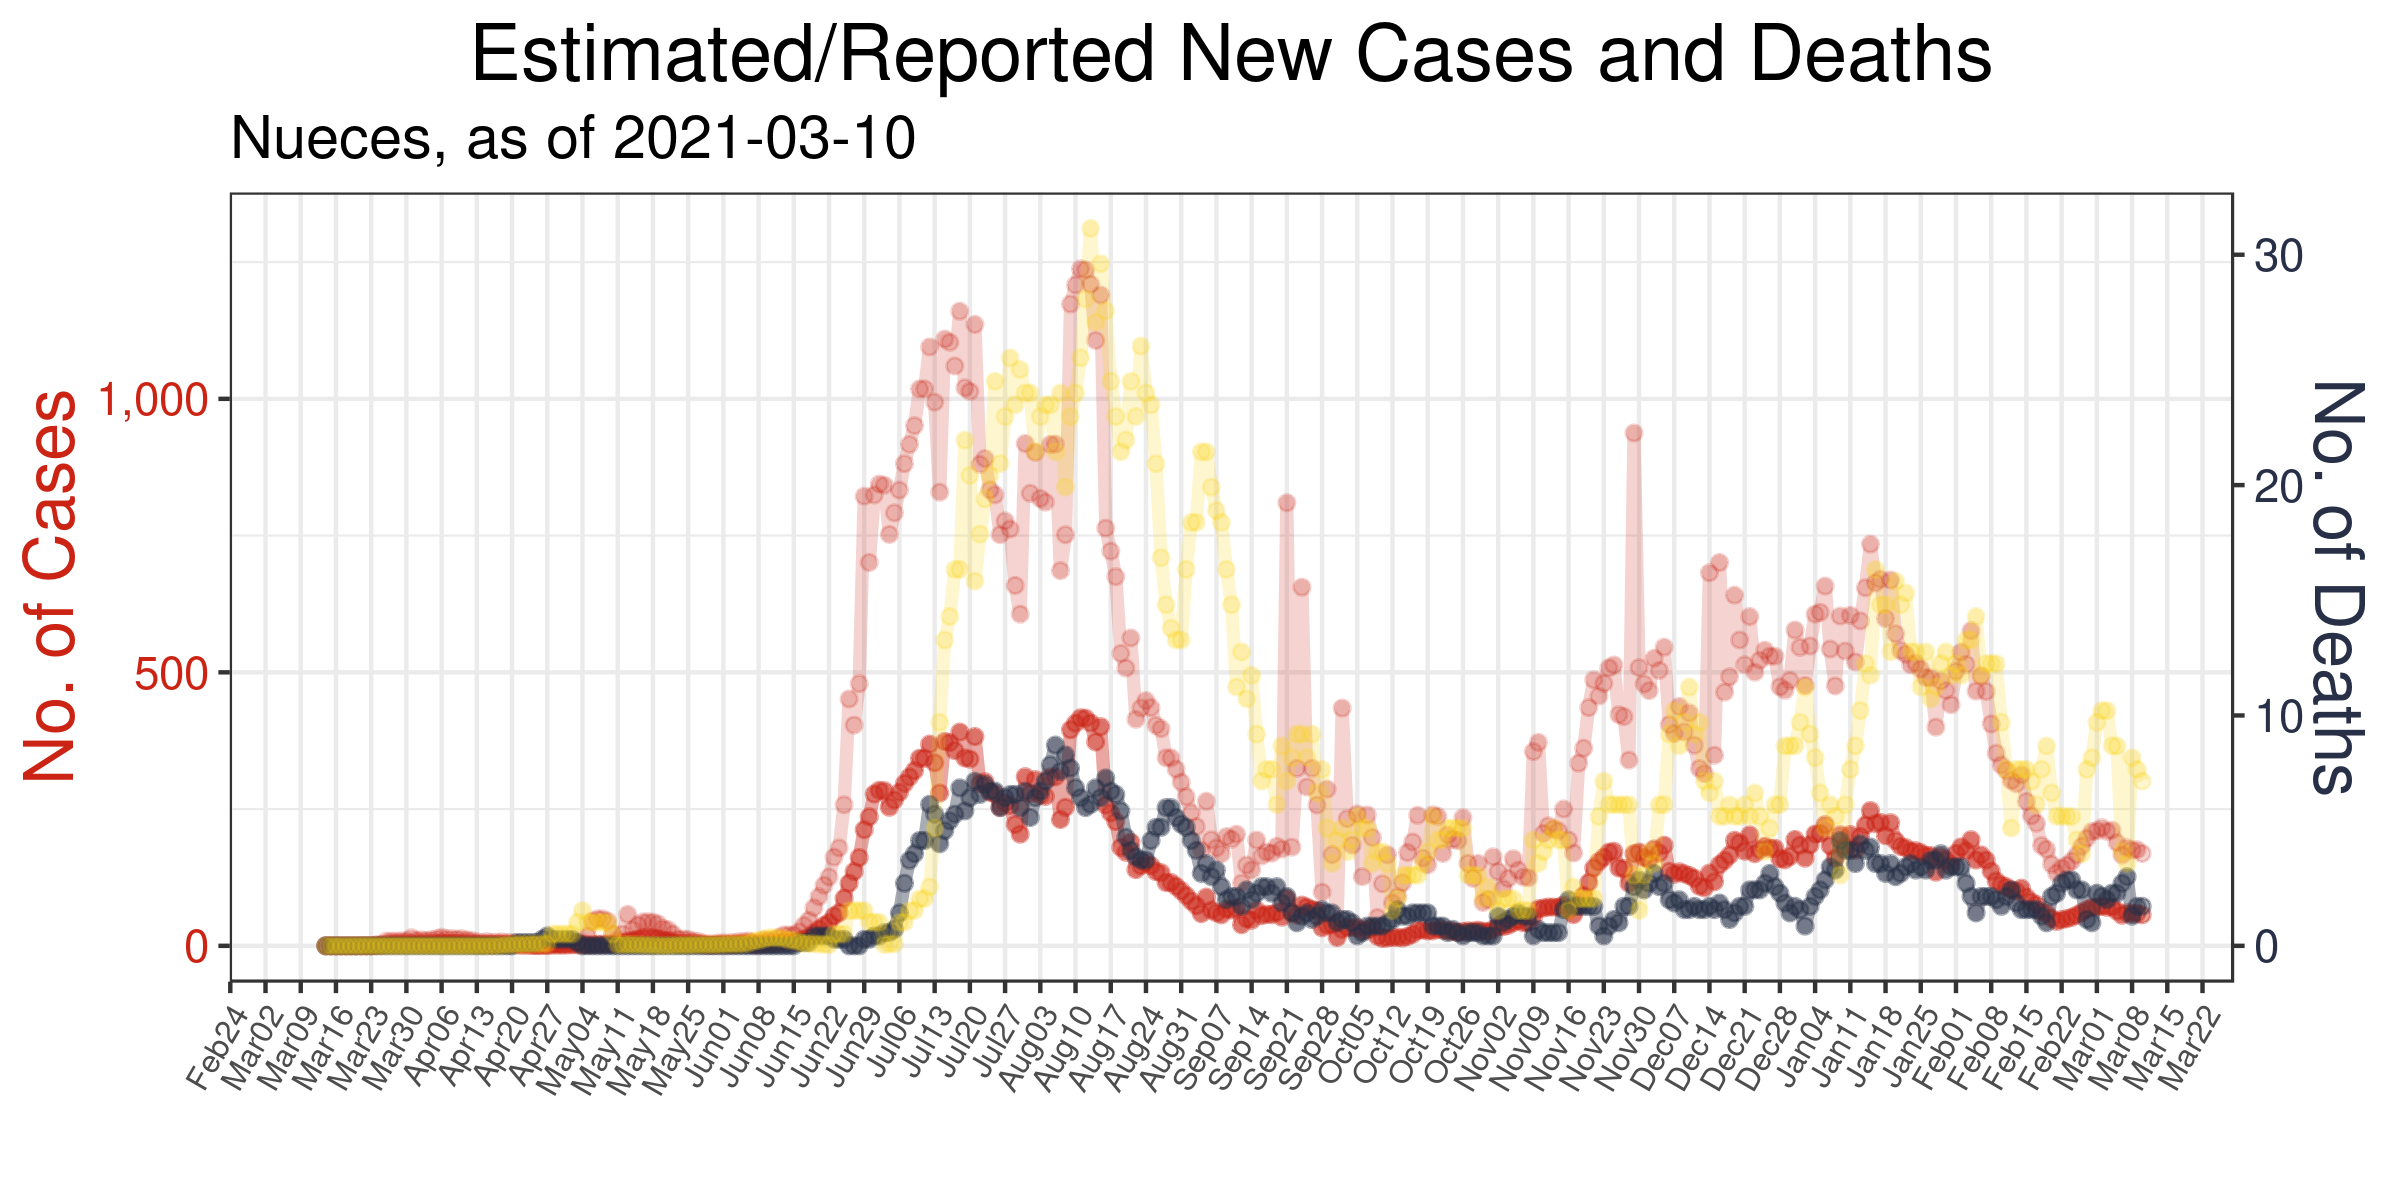 Estimated/Reported New Cases and Deaths
Nueces, as of 2021-03-10
No. of Cases
1,000
500
0
No. of Deaths
30
20
10
0
Feb24
Mar02
Mar09
Mar16
Mar23
Mar30
Apr06
Apr13
Apr20
Apr27
May04
May11
May18
May25
Jun01
Jun08
Jun15
Jun22
Jun29
Jul06
Jul13
Jul20
Jul27
Aug03
Aug10
Aug17
Aug24
Aug31
Sep07
Sep14
Sep21
Sep28
Oct05
Oct12
Oct19
Oct26
Nov02
Nov09
Nov16
Nov23
Nov30
Dec07
Dec14
Dec21
Dec28
Jan04
Jan11
Jan18
Jan25
Feb01
Feb08
Feb15
Feb22
Mar01
Mar08
Mar15
Mar22